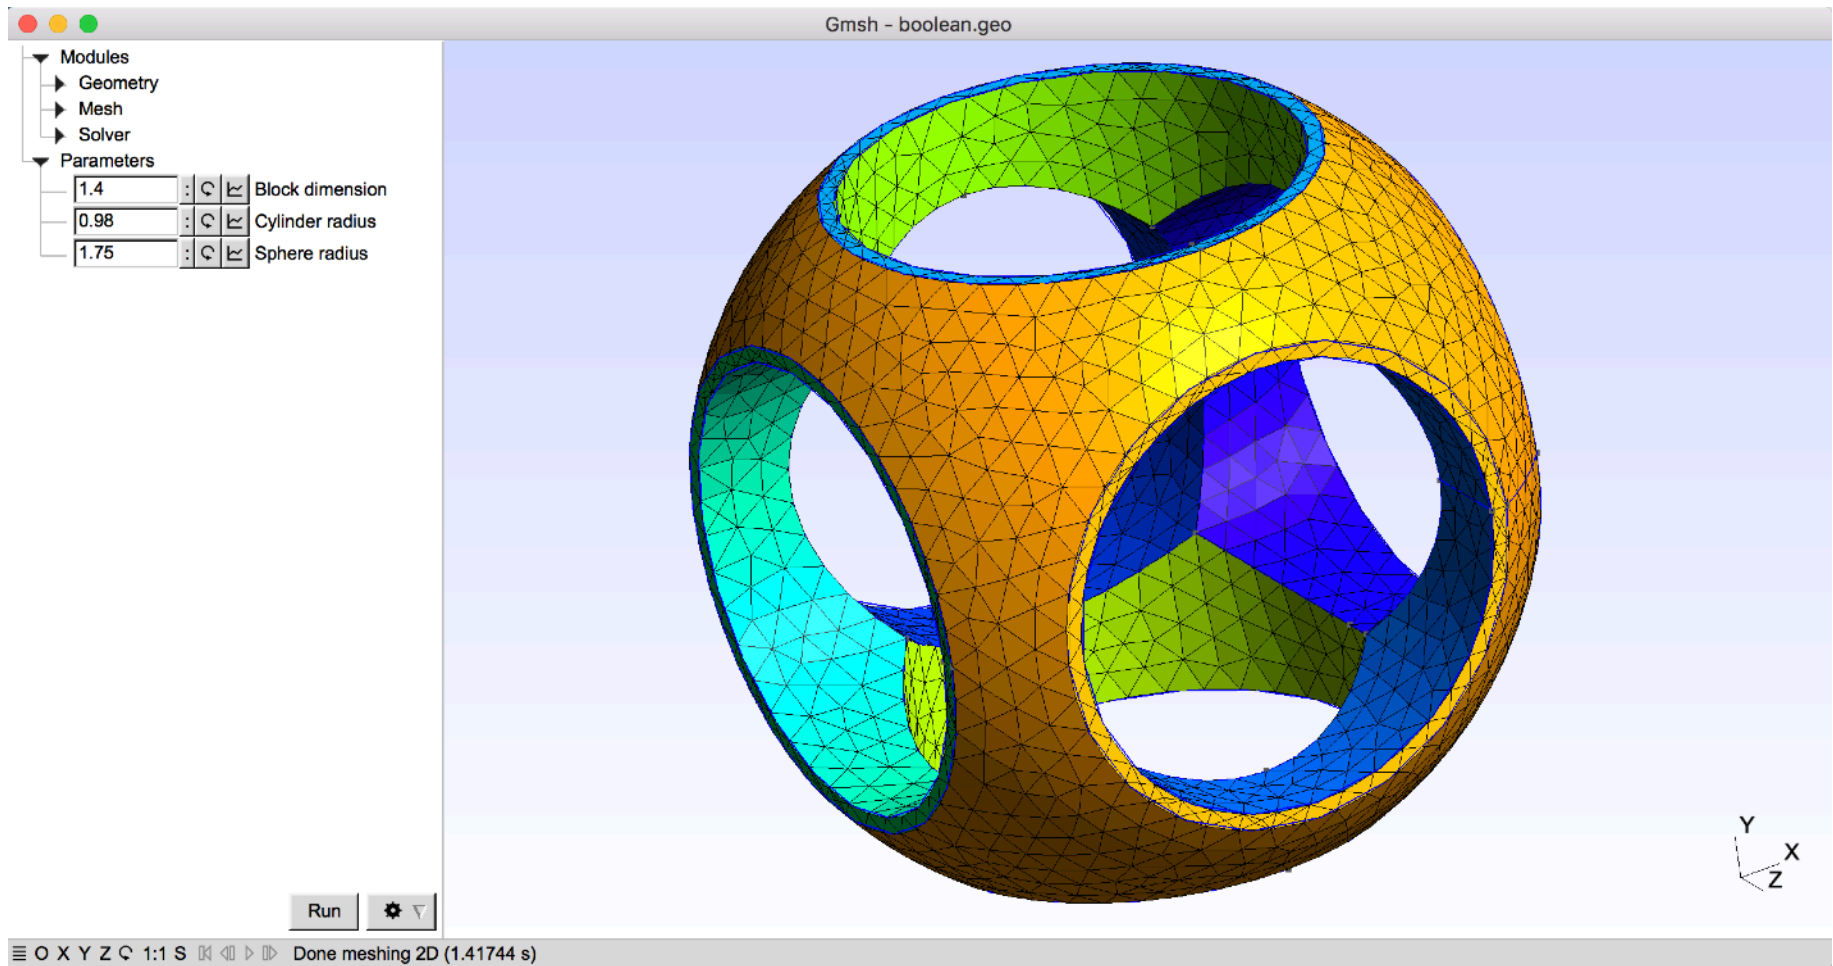 Gmsh - boolean.geo
Modules
Geometry
Mesh
Solver
Parameters
1.4 : Block dimension
0.98 : Cylinder radius
1.75 : Sphere radius
Y
X
Z
Run
O X Y Z 1:1 S Done meshing 2D (1.41744 s)